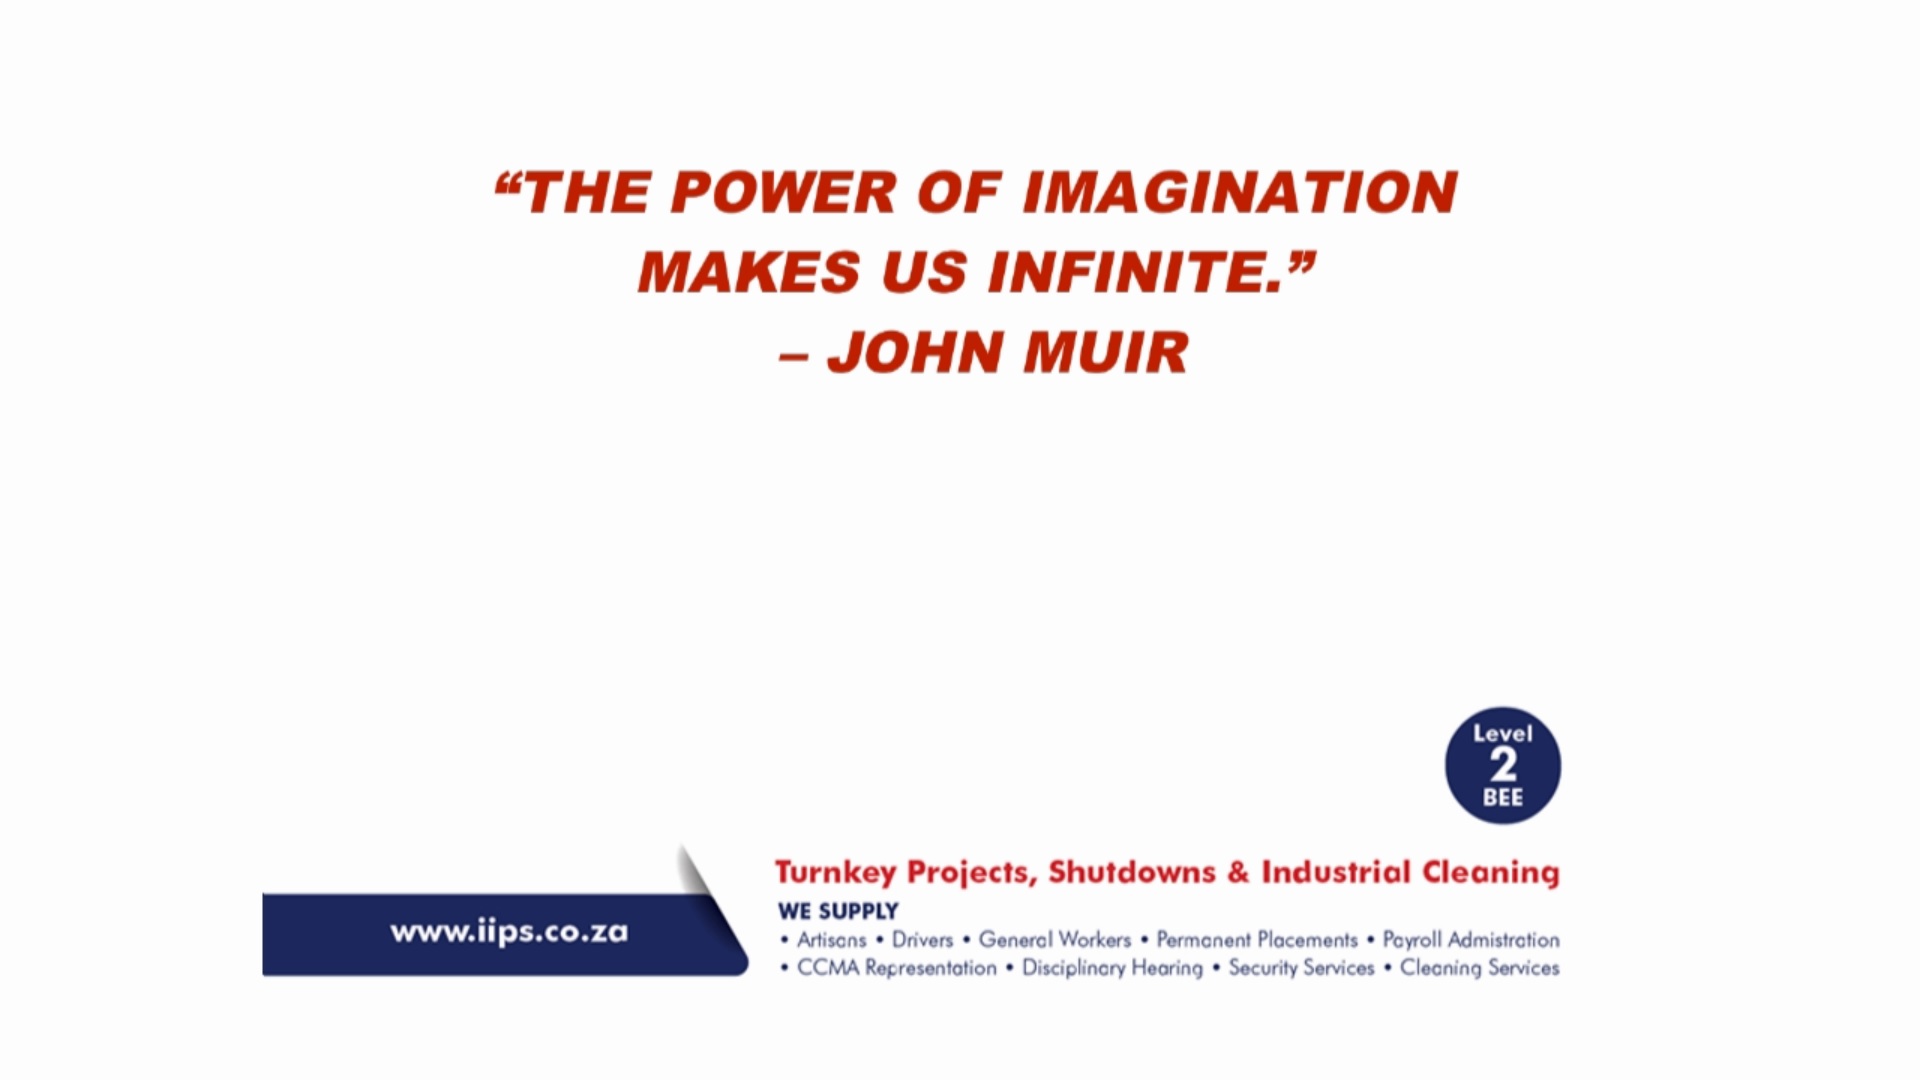 “THE POWER OF IMAGINATION
MAKES US INFINITE.”
– JOHN MUIR
Level
2
BEE
www.iips.co.za
Turnkey Projects, Shutdowns & Industrial Cleaning
WE SUPPLY
• Artisans • Drivers • General Workers • Permanent Placements • Payroll Admistration
• CCMA Representation • Disciplinary Hearing • Security Services • Cleaning Services